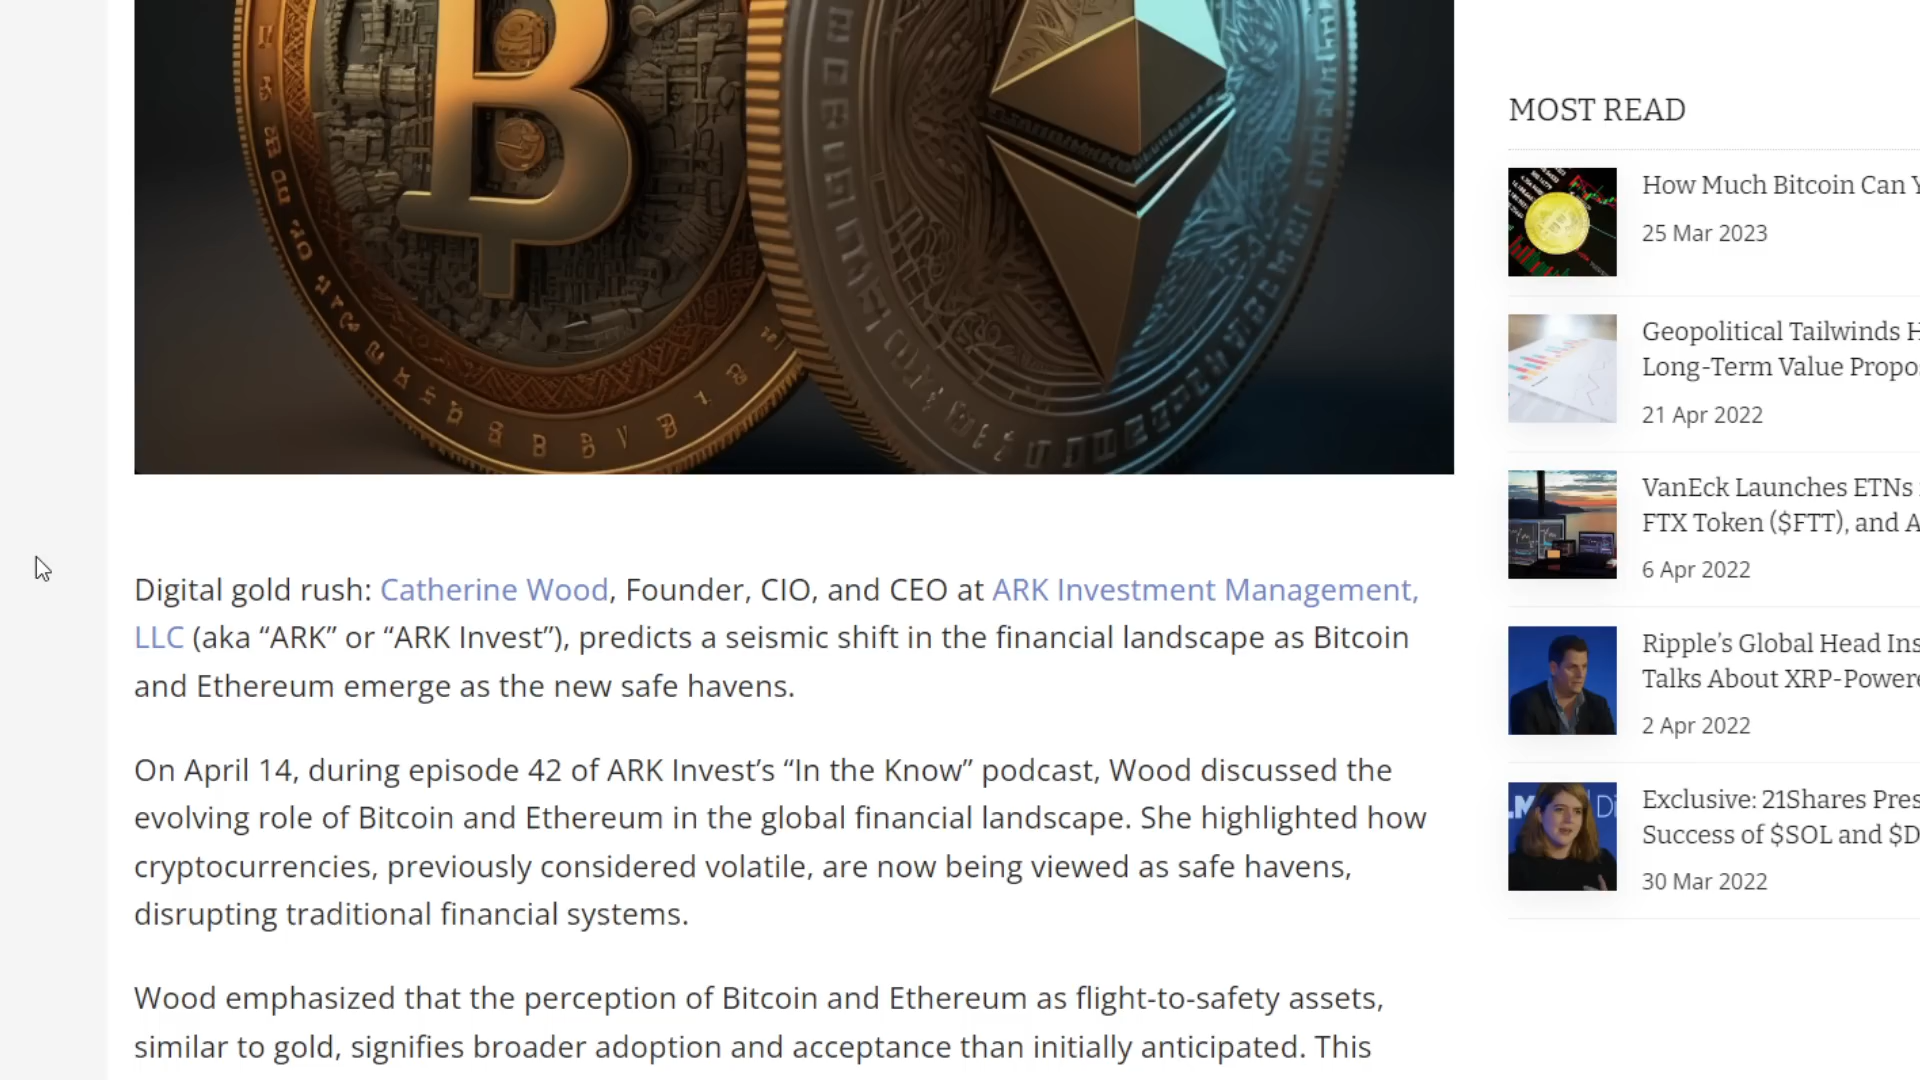 Digital gold rush: Catherine Wood, Founder, CIO, and CEO at ARK Investment Management,
LLC (aka “ARK” or “ARK Invest”), predicts a seismic shift in the financial landscape as Bitcoin
and Ethereum emerge as the new safe havens.
On April 14, during episode 42 of ARK Invest’s “In the Know” podcast, Wood discussed the
evolving role of Bitcoin and Ethereum in the global financial landscape. She highlighted how
cryptocurrencies, previously considered volatile, are now being viewed as safe havens,
disrupting traditional financial systems.
Wood emphasized that the perception of Bitcoin and Ethereum as flight-to-safety assets,
similar to gold, signifies broader adoption and acceptance than initially anticipated. This
MOST READ
How Much Bitcoin Can
25 Mar 2023
Geopolitical Tailwinds
Long-Term Value
21 Apr 2022
VanEck Launches ETNs
FTX Token ($FTT), and
6 Apr 2022
Ripple’s Global Head
Talks About
2 Apr 2022
Exclusive: 21Shares
Success of $SOL and
30 Mar 2022